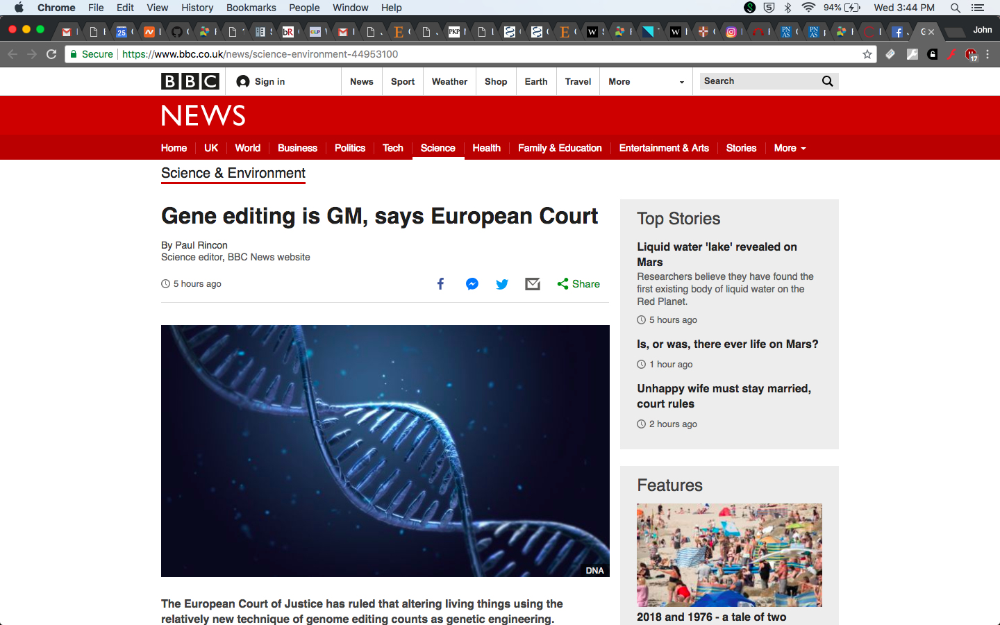 Chrome File Edit View History Bookmarks People Window Help
S 94% Wed 3:44 PM
25 bR CLP E PKP E W W PNAS PNAS John
Secure https://www.bbc.co.uk/news/science-environment-44953100
17
BBC Sign in News Sport Weather Shop Earth Travel More Search
NEWS
Home UK World Business Politics Tech Science Health Family & Education Entertainment & Arts Stories More
Science & Environment
Gene editing is GM, says European Court
By Paul Rincon
Science editor, BBC News website
5 hours ago
Share
DNA
The European Court of Justice has ruled that altering living things using the
relatively new technique of genome editing counts as genetic engineering.
Top Stories
Liquid water 'lake' revealed on
Mars
Researchers believe they have found the
first existing body of liquid water on the
Red Planet.
5 hours ago
Is, or was, there ever life on Mars?
1 hour ago
Unhappy wife must stay married,
court rules
2 hours ago
Features
2018 and 1976 - a tale of two